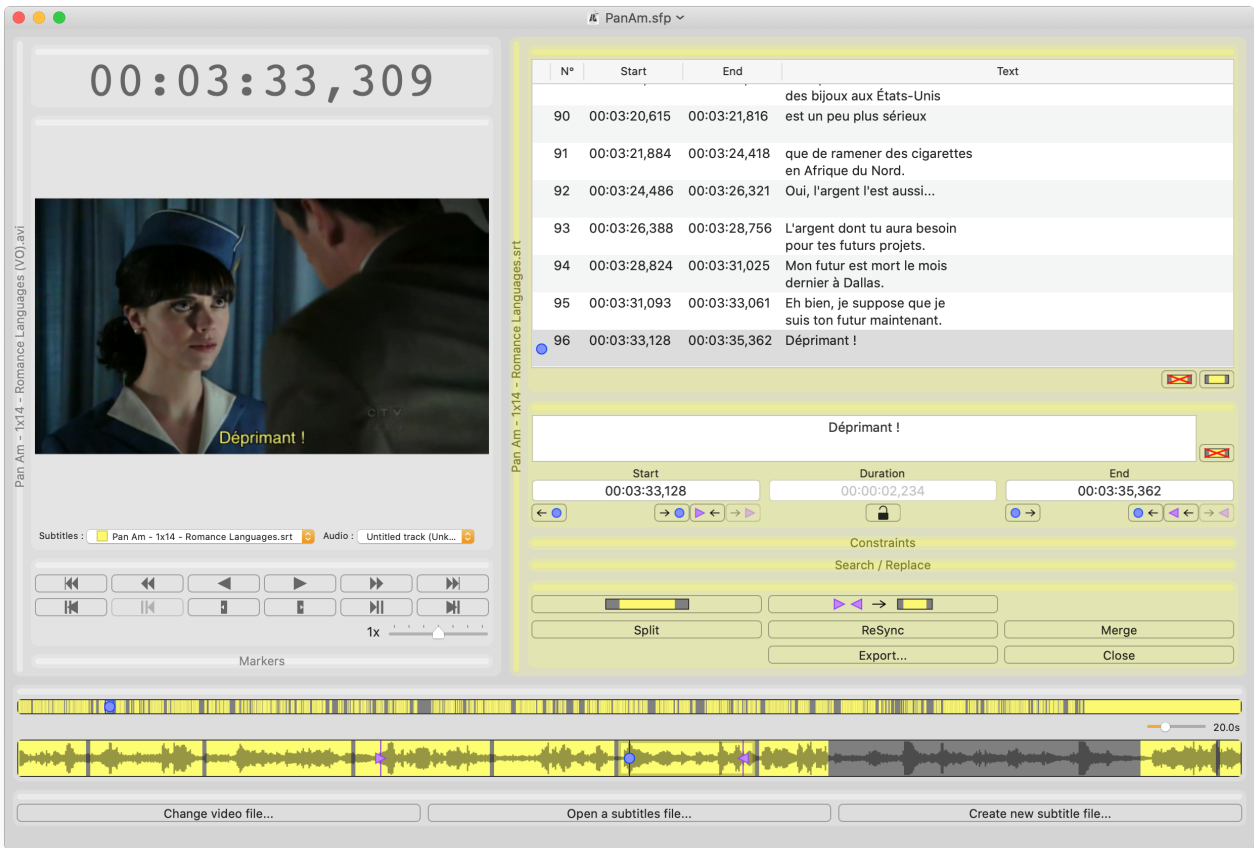 PanAm.sfp
00:03:33,309
Pan Am - 1x14 - Romance Languages (VO).avi
CTV
Déprimant !
Subtitles :
Pan Am - 1x14 - Romance Languages.srt
Audio :
Untitled track (Unk...
1x
Markers
Pan Am - 1x14 - Romance Languages.srt
N° Start End Text
des bijoux aux États-Unis
90 00:03:20,615 00:03:21,816 est un peu plus sérieux
91 00:03:21,884 00:03:24,418 que de ramener des cigarettes
en Afrique du Nord.
92 00:03:24,486 00:03:26,321 Oui, l'argent l'est aussi...
93 00:03:26,388 00:03:28,756 L'argent dont tu aura besoin
pour tes futurs projets.
94 00:03:28,824 00:03:31,025 Mon futur est mort le mois
dernier à Dallas.
95 00:03:31,093 00:03:33,061 Eh bien, je suppose que je
suis ton futur maintenant.
96 00:03:33,128 00:03:35,362 Déprimant !
Déprimant !
Start Duration End
00:03:33,128 00:00:02,234 00:03:35,362
Constraints
Search / Replace
Split ReSync Merge
Export... Close
20.0s
Change video file... Open a subtitles file... Create new subtitle file...